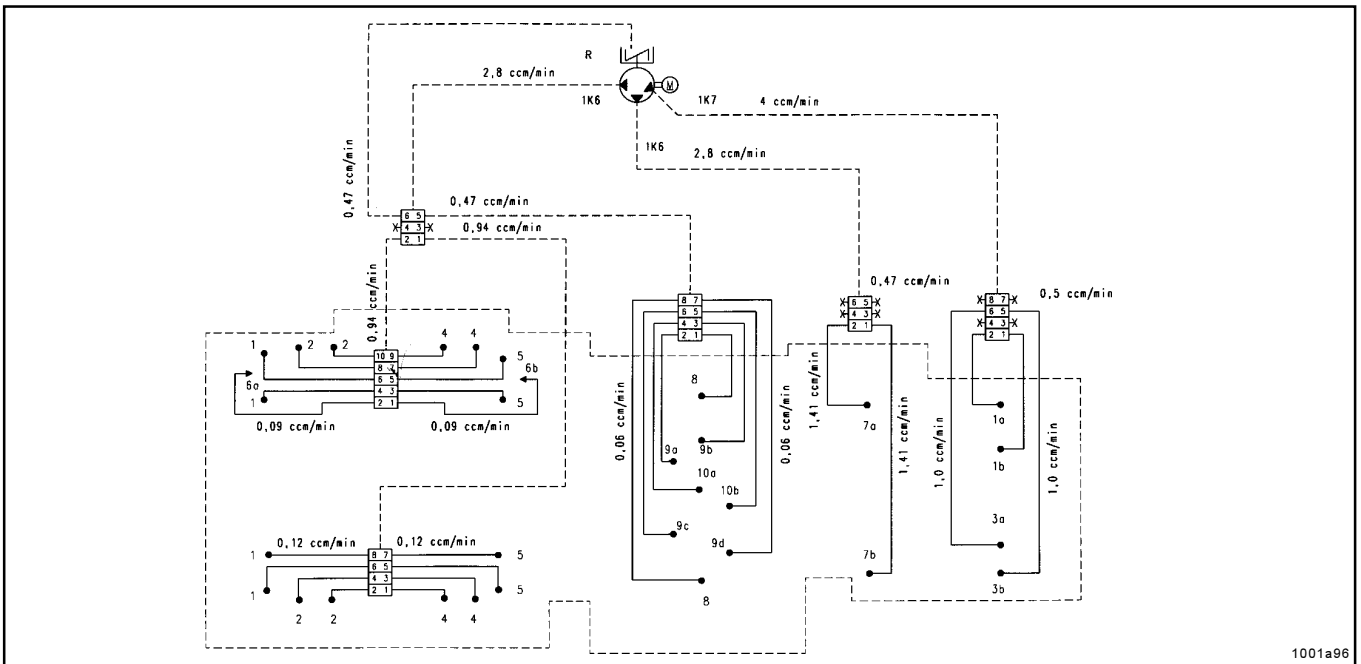 R
2,8 ccm/min
M
1K6
1K7
4 ccm/min
1K6
2,8 ccm/min
0,47 ccm/min
0,47 ccm/min
6 5
X 4 3 X
2 1
0,94 ccm/min
0,94 ccm/min
8 7
6 5
4 3
2 1
0,47 ccm/min
X 6 5 X
X 4 3 X
2 1
0,5 ccm/min
X 8 7 X
6 5
X 4 3 X
2 1
1 2 2 4 4 5
10 9
8 7
6 5
4 3
2 1
6a
6b
1 5
0,09 ccm/min
0,09 ccm/min
0,12 ccm/min
0,12 ccm/min
1 5
8 7
6 5
4 3
2 1
1 5
2 2 4 4
0,06 ccm/min
0,06 ccm/min
8
9a
9b
10a
10b
9c
9d
8
1,41 ccm/min
7a
1,41 ccm/min
7b
1,0 ccm/min
1a
1b
1,0 ccm/min
3a
3b
1001a96